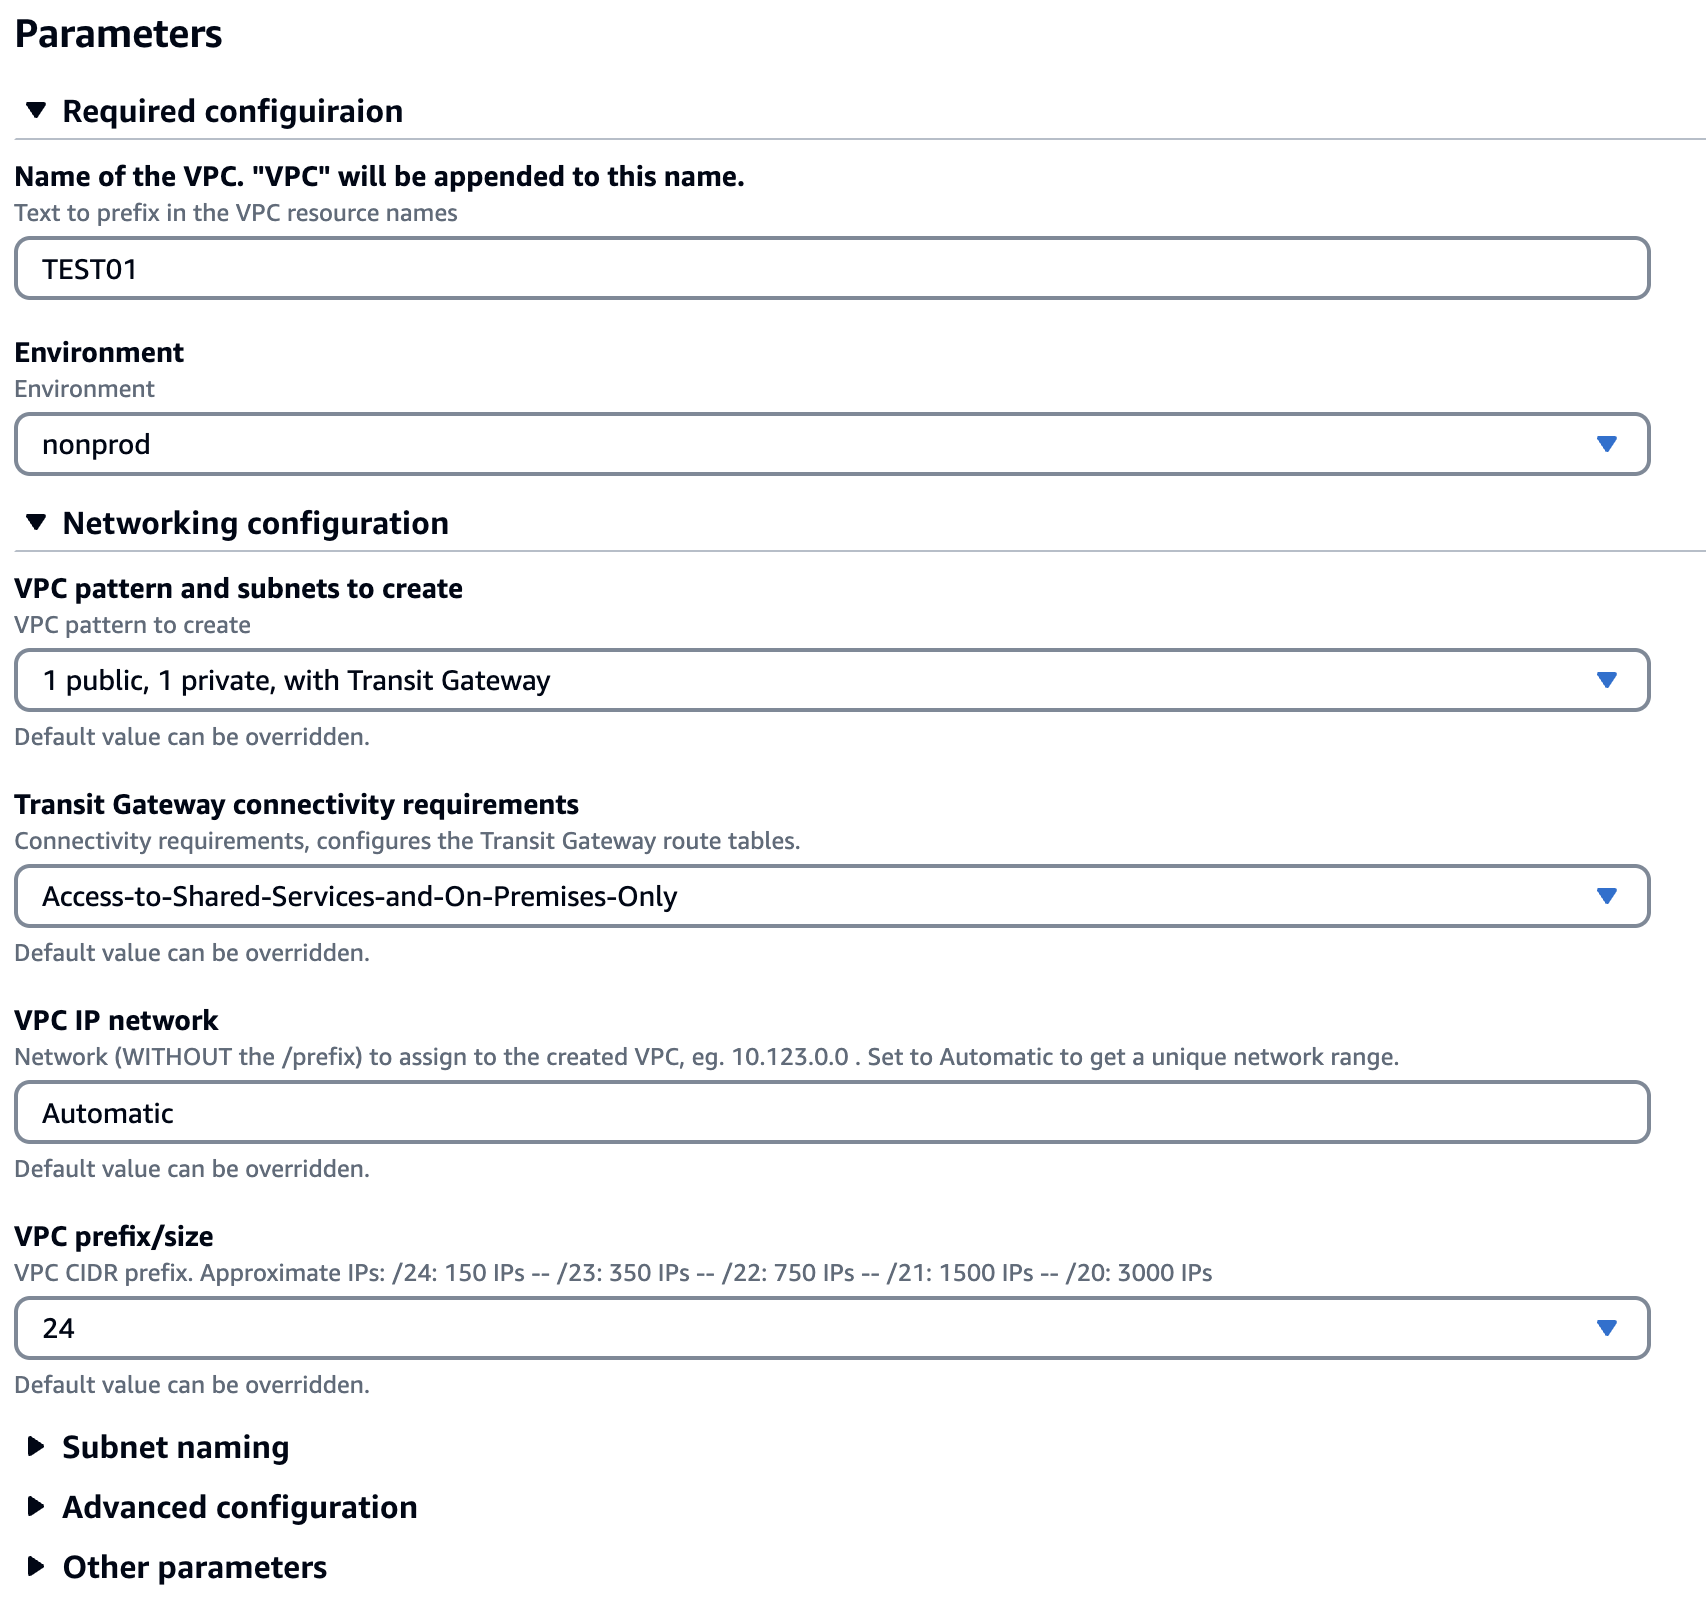 Parameters
Required configuiraion
Name of the VPC. "VPC" will be appended to this name.
Text to prefix in the VPC resource names
TEST01
Environment
Environment
nonprod
Networking configuration
VPC pattern and subnets to create
VPC pattern to create
1 public, 1 private, with Transit Gateway
Default value can be overridden.
Transit Gateway connectivity requirements
Connectivity requirements, configures the Transit Gateway route tables.
Access-to-Shared-Services-and-On-Premises-Only
Default value can be overridden.
VPC IP network
Network (WITHOUT the /prefix) to assign to the created VPC, eg. 10.123.0.0 . Set to Automatic to get a unique network range.
Automatic
Default value can be overridden.
VPC prefix/size
VPC CIDR prefix. Approximate IPs: /24: 150 IPs -- /23: 350 IPs -- /22: 750 IPs -- /21: 1500 IPs -- /20: 3000 IPs
24
Default value can be overridden.
Subnet naming
Advanced configuration
Other parameters